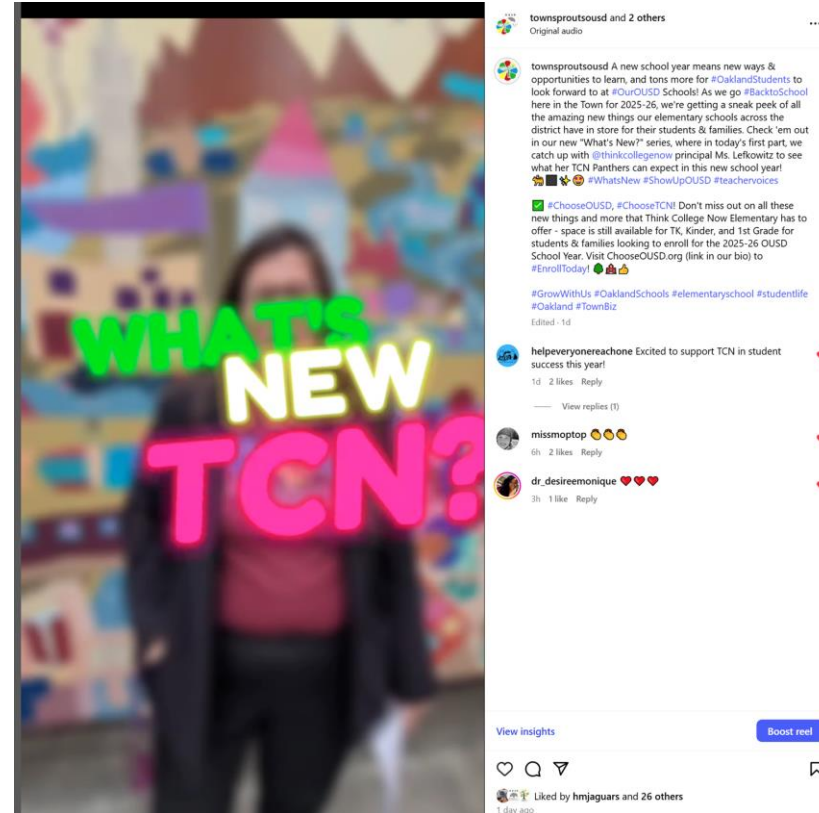 WHAT'S
NEW
TCN?
townsproutsousd and 2 others
Original audio
townsproutsousd A new school year means new ways &
opportunities to learn, and tons more for #OaklandStudents to
look forward to at #OurOUSD Schools! As we go #BacktoSchool
here in the Town for 2025-26, we're getting a sneak peek of all
the amazing new things our elementary schools across the
district have in store for their students & families. Check 'em out
in our new "What's New?" series, where in today's first part, we
catch up with @thinkcollegenow principal Ms. Lefkowitz to see
what her TCN Panthers can expect in this new school year!
🐆⬛✨🤩 #WhatsNew #ShowUpOUSD #teachervoices
✅ #ChooseOUSD, #ChooseTCN! Don't miss out on all these
new things and more that Think College Now Elementary has to
offer - space is still available for TK, Kinder, and 1st Grade for
students & families looking to enroll for the 2025-26 OUSD
School Year. Visit ChooseOUSD.org (link in our bio) to
#EnrollToday! 🌳🏫👍
#GrowWithUs #OaklandSchools #elementaryschool #studentlife
#Oakland #TownBiz
Edited · 1d
helpeveryonereachone Excited to support TCN in student
success this year!
1d 2 likes Reply
View replies (1)
missmoptop 👏👏👏
6h 2 likes Reply
dr_desireemonique ❤️❤️❤️
3h 1 like Reply
View insights
Boost reel
Liked by hmjaguars and 26 others
1 day ago